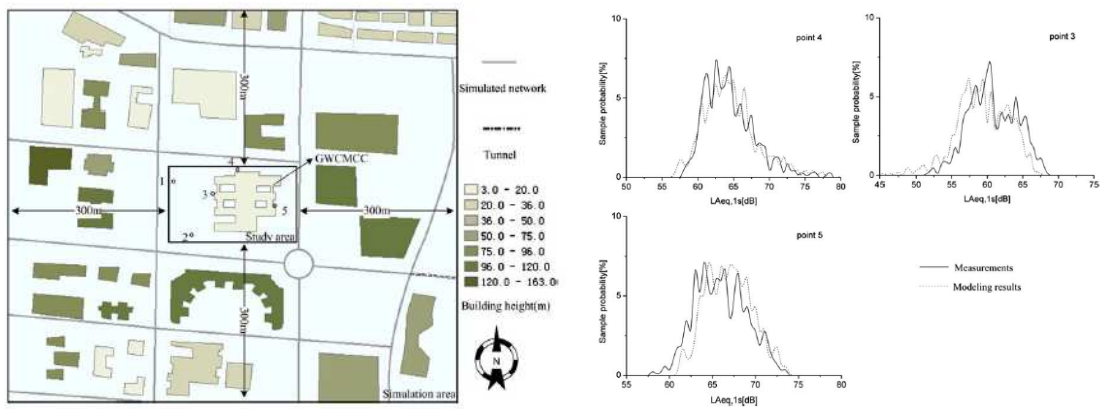 300m
Simulated network
Tunnel
GWCMCC
4
1
3
5
2
300m
300m
Study area
3.0 - 20.0
20.0 - 36.0
36.0 - 50.0
50.0 - 75.0
75.0 - 96.0
96.0 - 120.0
120.0 - 163.0
Building height(m)
300m
N
Simulation area
point 4
Sample probability[%]
10
5
0
50 55 60 65 70 75 80
LAeq,1s[dB]
point 3
Sample probability[%]
10
5
0
45 50 55 60 65 70 75
LAeq,1s[dB]
point 5
Sample probability[%]
10
5
0
55 60 65 70 75 80
LAeq,1s[dB]
Measurements
Modeling results